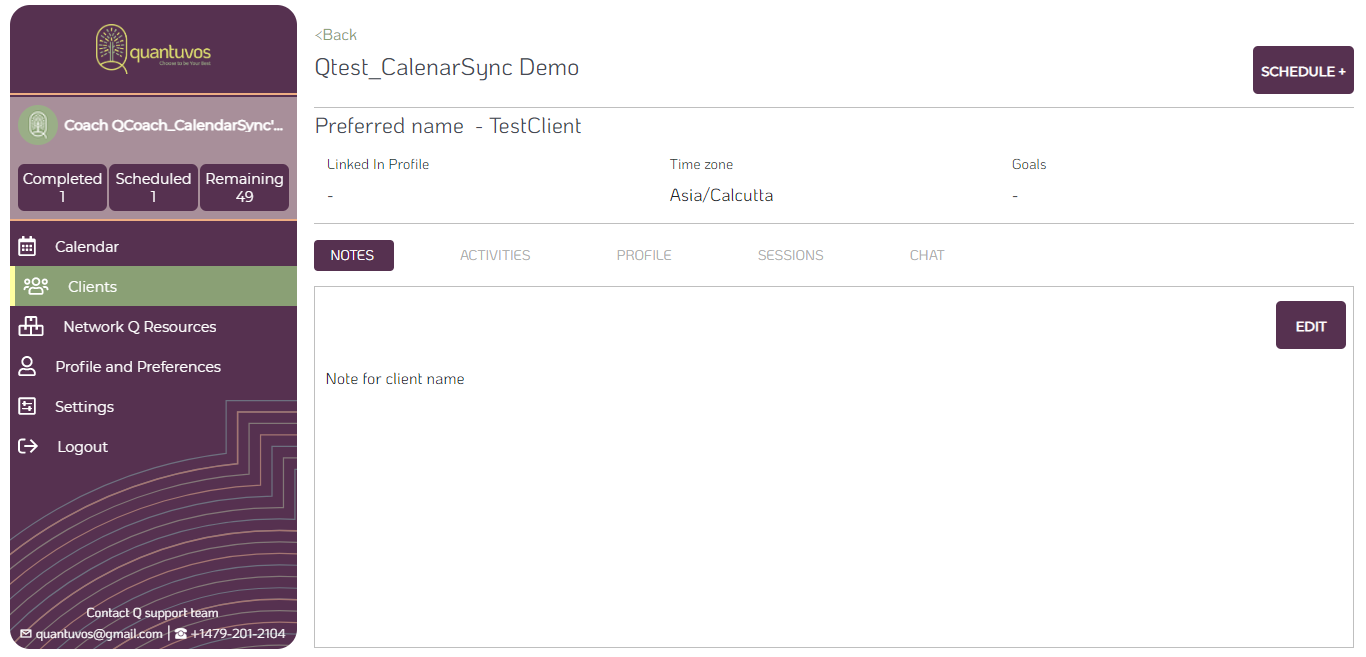 quantuvos
Choose to be Your Best
Coach QCoach_CalendarSync'...
Completed
1
Scheduled
1
Remaining
49
Calendar
Clients
Network Q Resources
Profile and Preferences
Settings
Logout
Contact Q support team
quantuvos@gmail.com | +1479-201-2104
<Back
Qtest_CalenarSync Demo
SCHEDULE +
Preferred name - TestClient
Linked In Profile
-
Time zone
Asia/Calcutta
Goals
-
NOTES ACTIVITIES PROFILE SESSIONS CHAT
EDIT
Note for client name